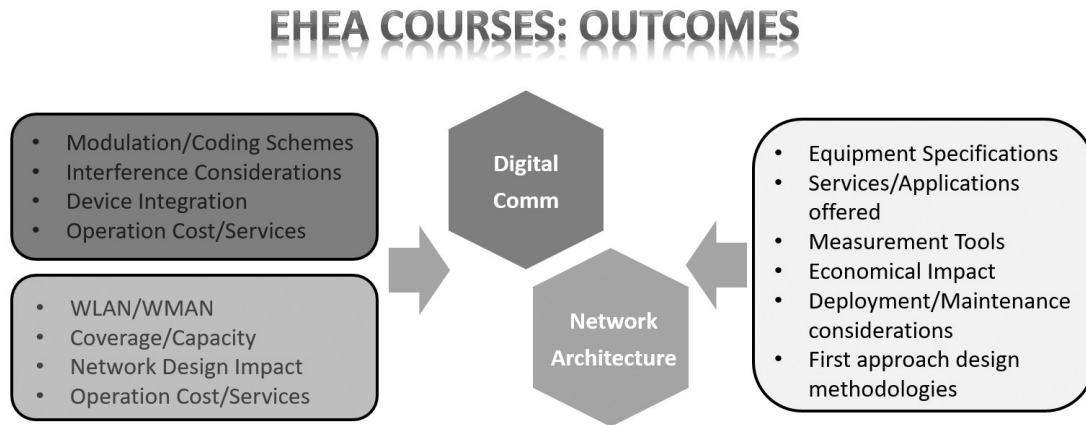 EHEA COURSES: OUTCOMES
• Modulation/Coding Schemes
• Interference Considerations
• Device Integration
• Operation Cost/Services
• WLAN/WMAN
• Coverage/Capacity
• Network Design Impact
• Operation Cost/Services
Digital
Comm
Network
Architecture
• Equipment Specifications
• Services/Applications
offered
• Measurement Tools
• Economical Impact
• Deployment/Maintenance
considerations
• First approach design
methodologies